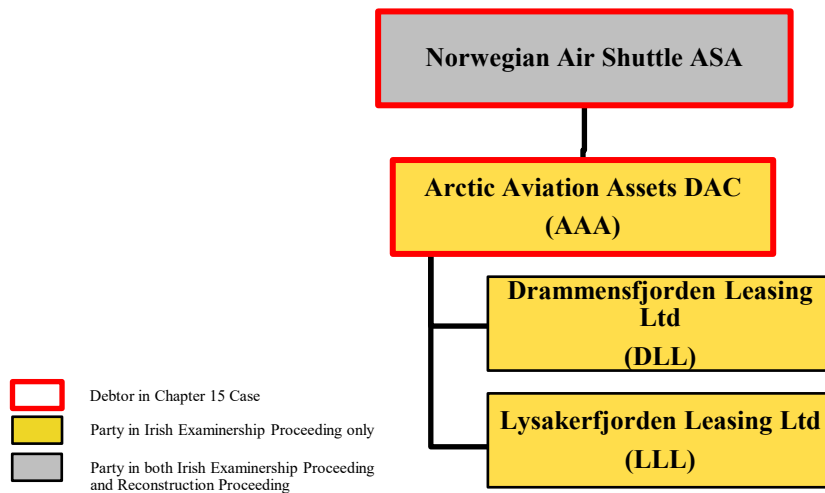 Norwegian Air Shuttle ASA
Arctic Aviation Assets DAC
(AAA)
Drammensfjorden Leasing
Ltd
(DLL)
Lysakerfjorden Leasing Ltd
(LLL)
Debtor in Chapter 15 Case
Party in Irish Examinership Proceeding only
Party in both Irish Examinership Proceeding
and Reconstruction Proceeding